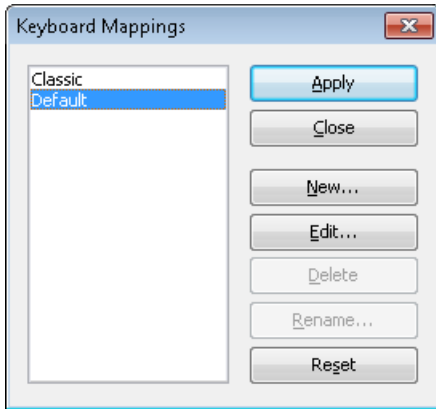 Keyboard Mappings
Classic
Default
Apply
Close
New...
Edit...
Delete
Rename...
Reset